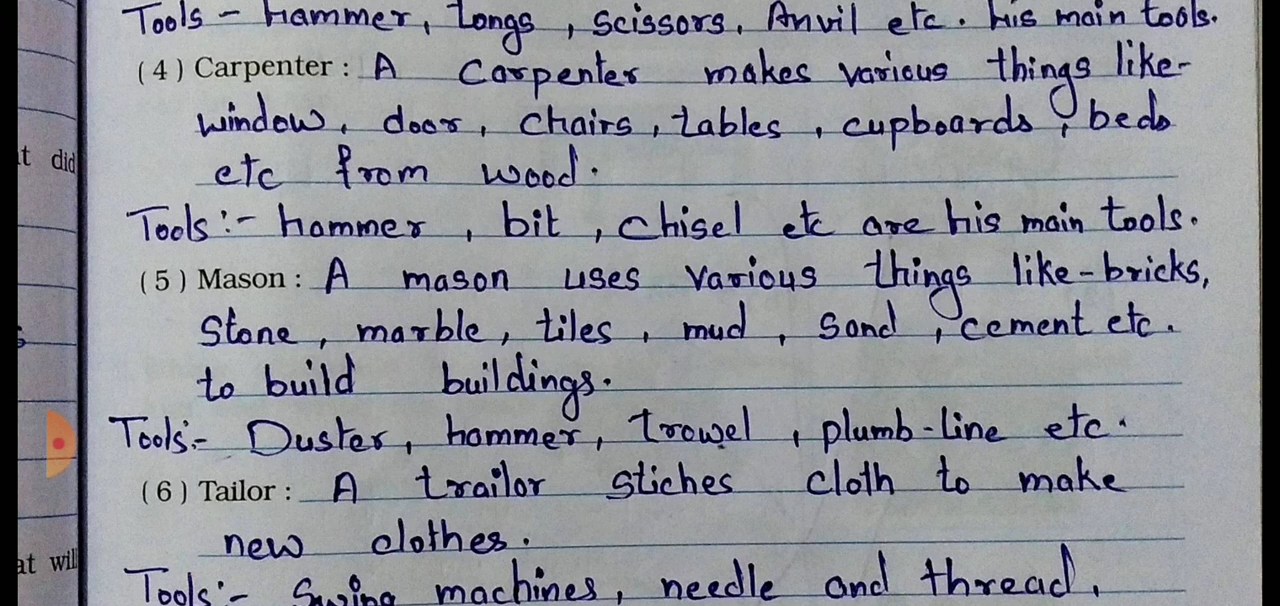 Tools - hammer, Tongs, scissors, Anvil etc. his main tools.
(4) Carpenter : A Carpenter makes various things like-
window, door, chairs, tables, cupboards, beds
etc from wood.
Tools :- hammer, bit, chisel etc are his main tools.
(5) Mason : A mason uses various things like-bricks,
Stone, marble, tiles, mud, Sand, cement etc.
to build buildings.
Tools :- Duster, hammer, trowel, plumb-line etc.
(6) Tailor : A trailor stiches cloth to make
new clothes.
Tools :- machines, needle and thread.
t did
at will